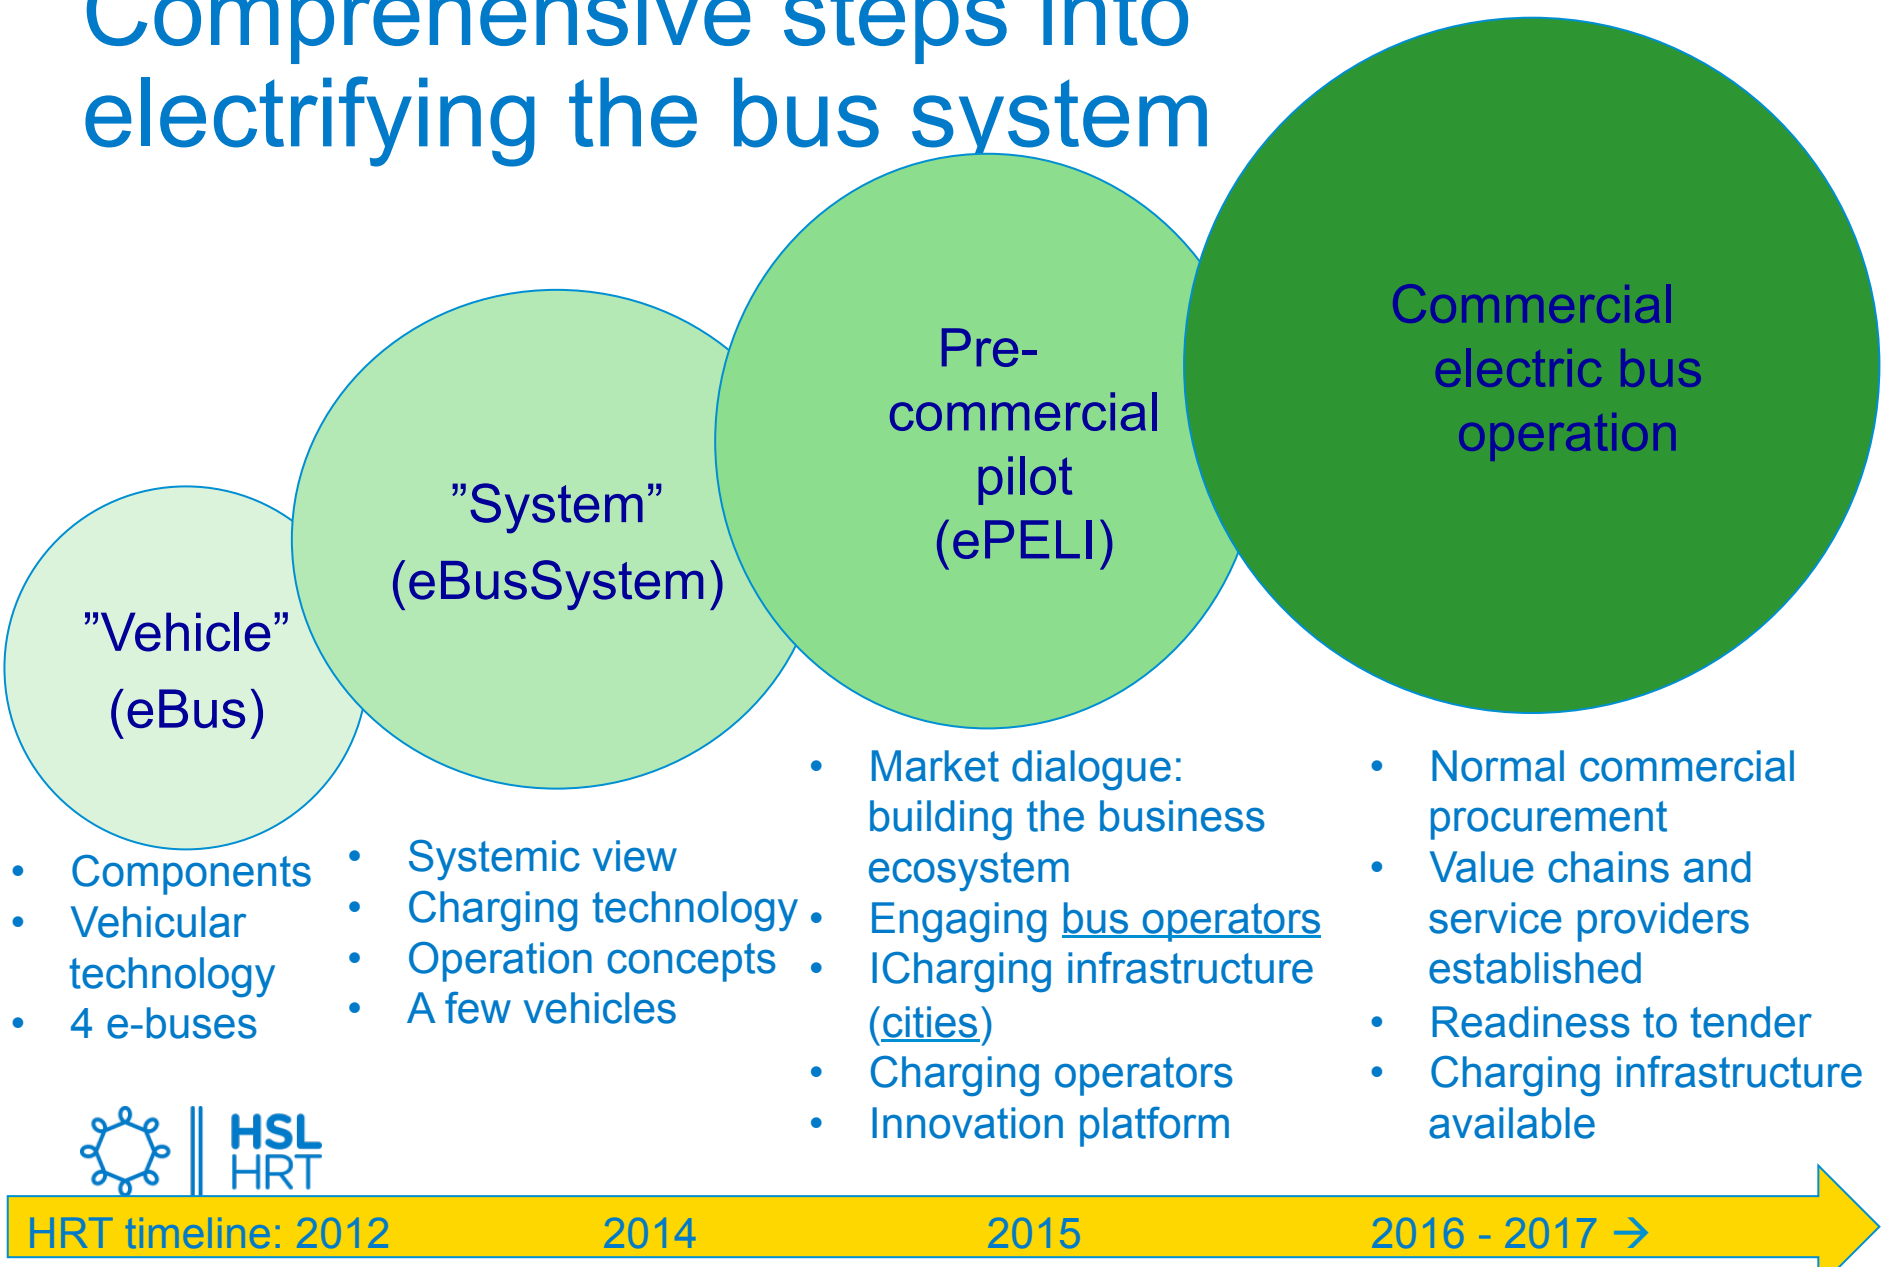 Comprehensive steps into
electrifying the bus system
”Vehicle”
(eBus)
”System”
(eBusSystem)
Pre-
commercial
pilot
(ePELI)
Commercial
electric bus
operation
• Components
• Vehicular
technology
• 4 e-buses
• Systemic view
• Charging technology
• Operation concepts
• A few vehicles
• Market dialogue:
building the business
ecosystem
• Engaging bus operators
• ICharging infrastructure
(cities)
• Charging operators
• Innovation platform
• Normal commercial
procurement
• Value chains and
service providers
established
• Readiness to tender
• Charging infrastructure
available
HSL
HRT
HRT timeline: 2012 2014 2015 2016 - 2017 →